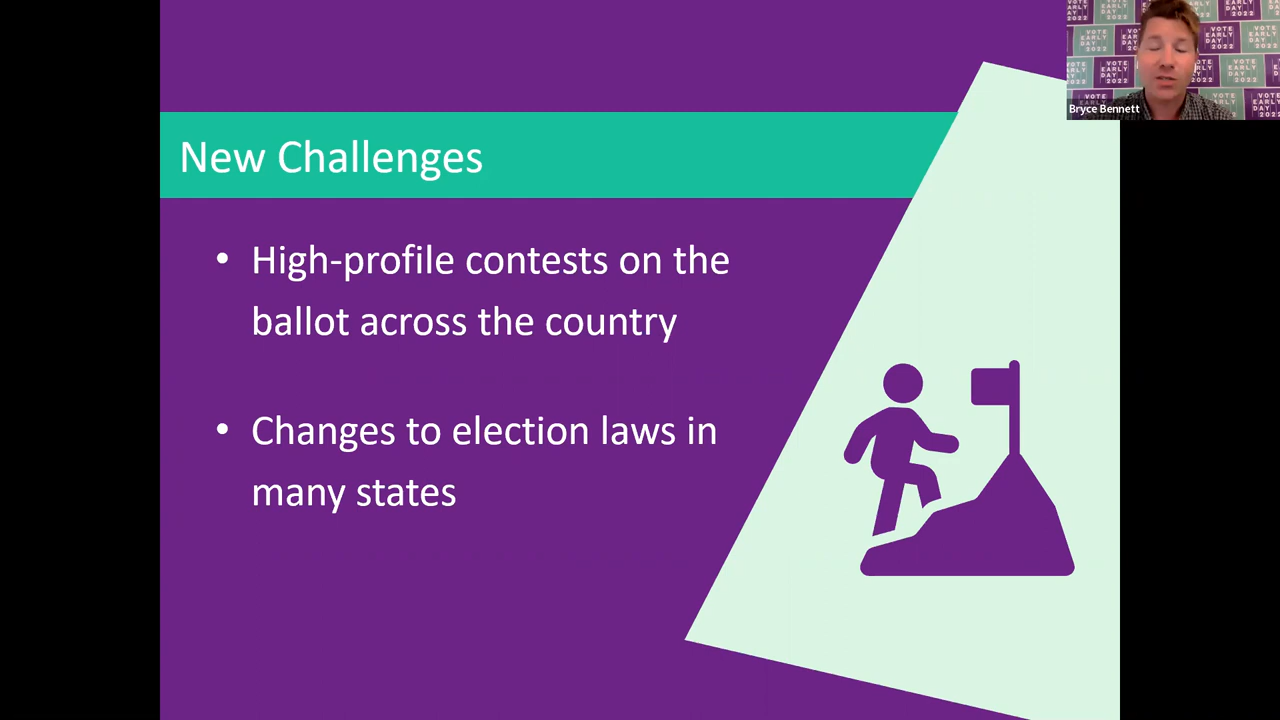 New Challenges
• High-profile contests on the
ballot across the country
• Changes to election laws in
many states
VOTE
EARLY
DAY
2022
Bryce Bennett